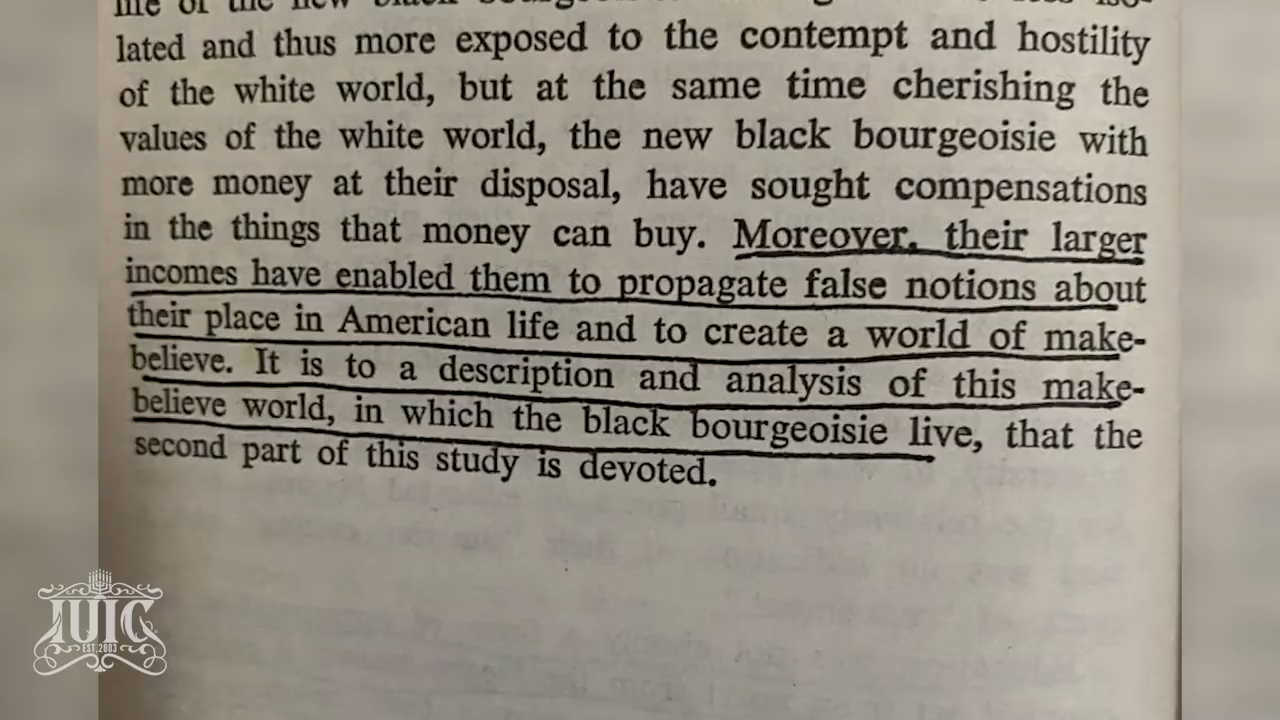 lated and thus more exposed to the contempt and hostility
of the white world, but at the same time cherishing the
values of the white world, the new black bourgeoisie with
more money at their disposal, have sought compensations
in the things that money can buy. Moreover, their larger
incomes have enabled them to propagate false notions about
their place in American life and to create a world of make-
believe. It is to a description and analysis of this make-
believe world, in which the black bourgeoisie live, that the
second part of this study is devoted.
IUIC
EST. 2003